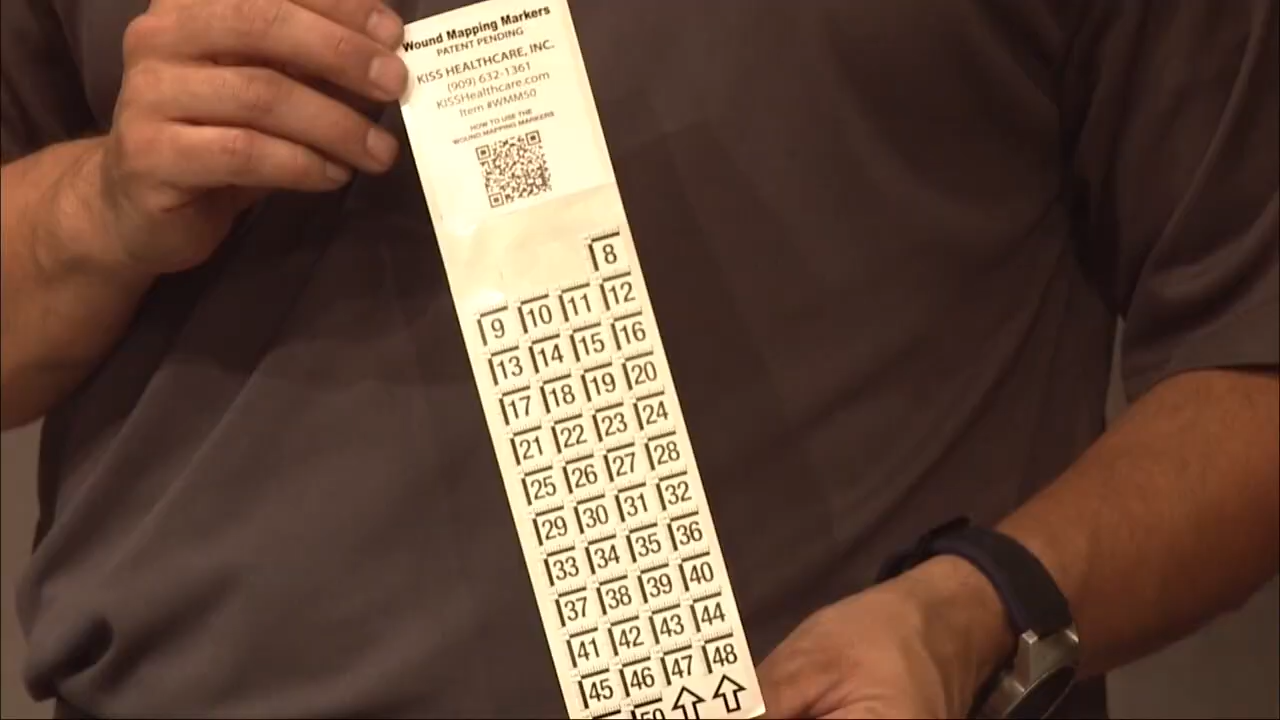 Wound Mapping Markers
PATENT PENDING
KISS HEALTHCARE, INC.
(909) 632-1361
KISSHealthcare.com
Item #WMM50
HOW TO USE THE
WOUND MAPPING MARKERS
8
9 10 11 12
13 14 15 16
17 18 19 20
21 22 23 24
25 26 27 28
29 30 31 32
33 34 35 36
37 38 39 40
41 42 43 44
45 46 47 48
50